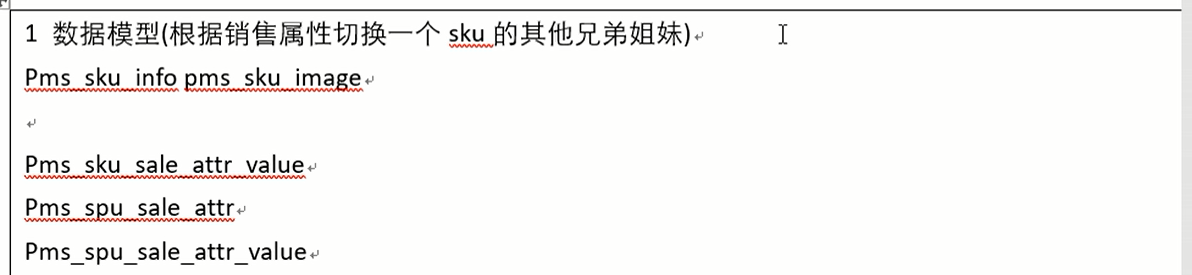 1 数据模型(根据销售属性切换一个 sku 的其他兄弟姐妹)
Pms_sku_info pms_sku_image
Pms_sku_sale_attr_value
Pms_spu_sale_attr
Pms_spu_sale_attr_value